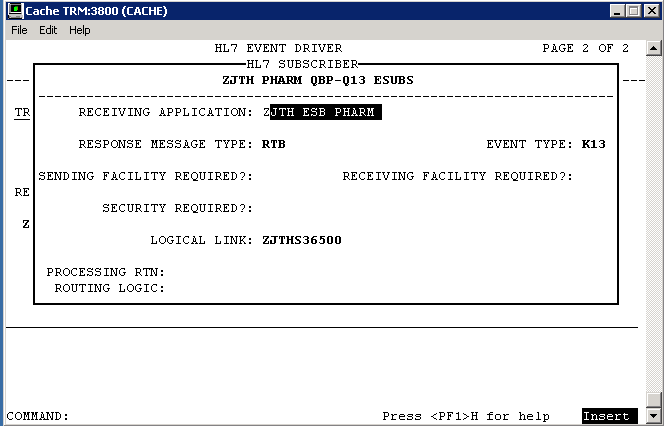 Cache TRM:3800 (CACHE)
File Edit Help
HL7 EVENT DRIVER PAGE 2 OF 2
HL7 SUBSCRIBER
ZJTH PHARM QBP-Q13 ESUBS
TR RECEIVING APPLICATION: ZJTH ESB PHARM
RESPONSE MESSAGE TYPE: RTB EVENT TYPE: K13
SENDING FACILITY REQUIRED?: RECEIVING FACILITY REQUIRED?:
RE
SECURITY REQUIRED?:
Z
LOGICAL LINK: ZJTHS36500
PROCESSING RTN:
ROUTING LOGIC:
COMMAND: Press <PF1>H for help Insert